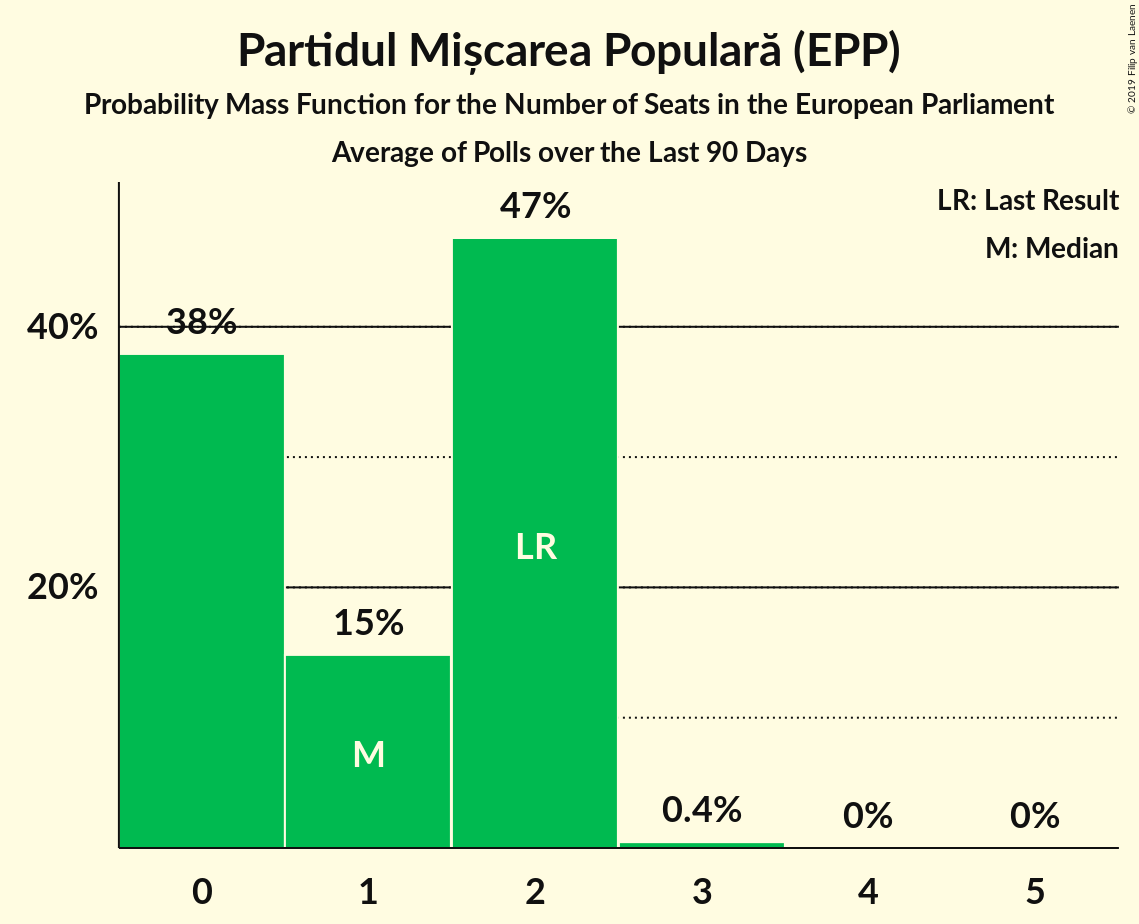 Partidul Mișcarea Populară (EPP)
Probability Mass Function for the Number of Seats in the European Parliament
Average of Polls over the Last 90 Days
© 2019 Filip van Laenen
LR: Last Result
M: Median
47%
38%
40%
LR
20%
15%
M
0.4%
0%
0%
0 1 2 3 4 5